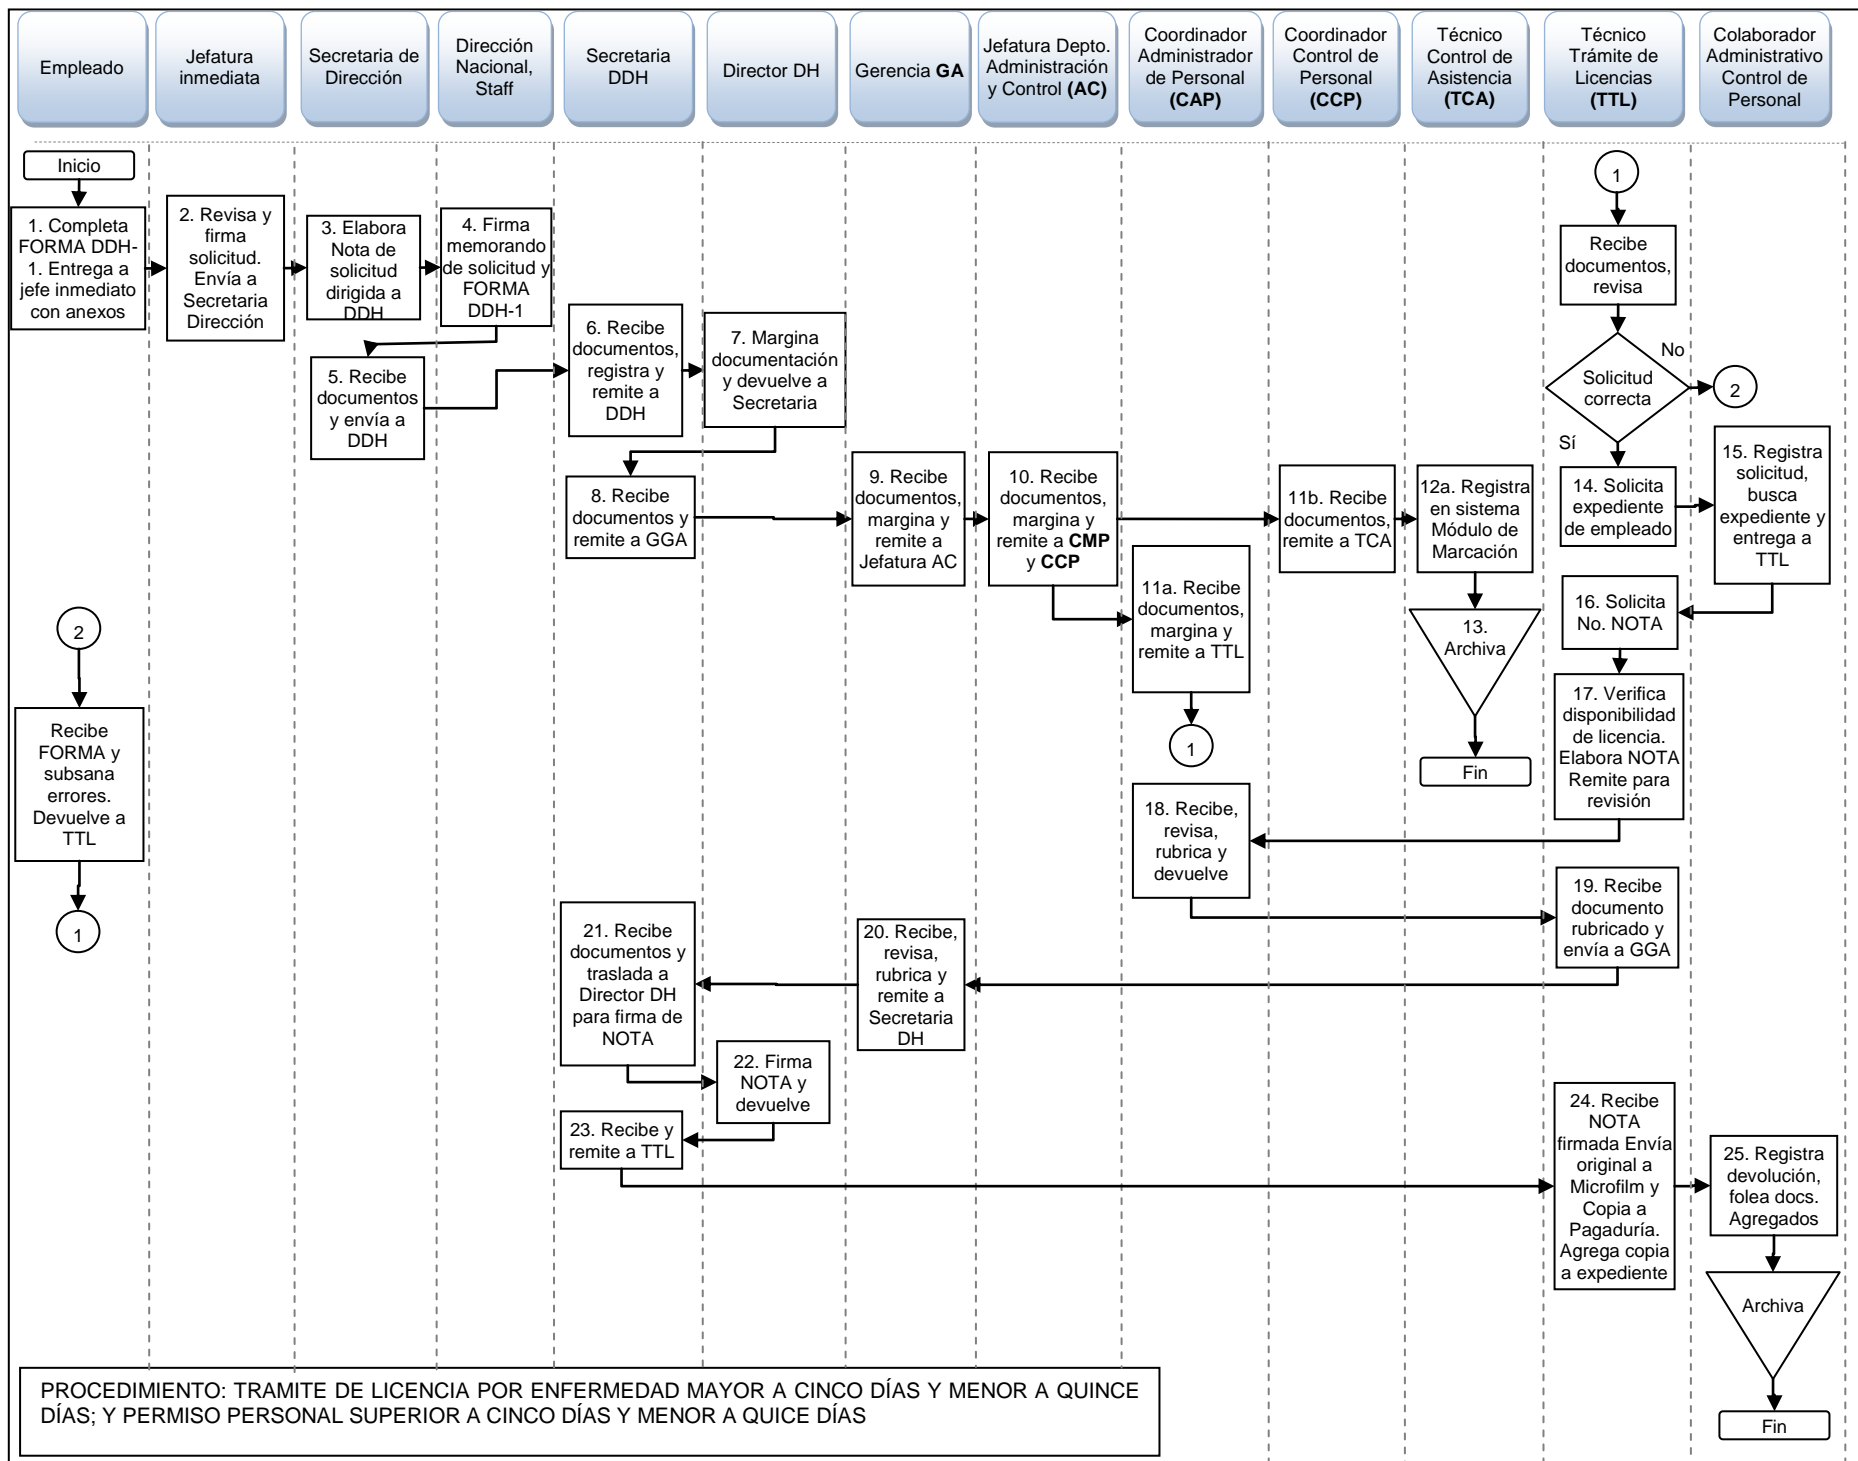 Empleado
Jefatura
inmediata
Secretaria de
Dirección
Dirección
Nacional,
Staff
Secretaria
DDH
Director DH
Gerencia GA
Jefatura Depto.
Administración
y Control (AC)
Coordinador
Administrador
de Personal
(CAP)
Coordinador
Control de
Personal
(CCP)
Técnico
Control de
Asistencia
(TCA)
Técnico
Trámite de
Licencias
(TTL)
Colaborador
Administrativo
Control de
Personal
Inicio
1. Completa
FORMA DDH-
1. Entrega a
jefe inmediato
con anexos
2. Revisa y
firma
solicitud.
Envía a
Secretaria
Dirección
3. Elabora
Nota de
solicitud
dirigida a
DDH
4. Firma
memorando
de solicitud y
FORMA
DDH-1
5. Recibe
documentos
y envía a
DDH
6. Recibe
documentos,
registra y
remite a
DDH
7. Margina
documentación
y devuelve a
Secretaria
8. Recibe
documentos y
remite a GGA
9. Recibe
documentos,
margina y
remite a
Jefatura AC
10. Recibe
documentos,
margina y
remite a CMP
y CCP
11a. Recibe
documentos,
margina y
remite a TTL
1
11b. Recibe
documentos,
remite a TCA
12a. Registra
en sistema
Módulo de
Marcación
13.
Archiva
Fin
1
Recibe
documentos,
revisa
Solicitud
correcta
No
2
Sí
14. Solicita
expediente
de empleado
15. Registra
solicitud,
busca
expediente y
entrega a
TTL
16. Solicita
No. NOTA
17. Verifica
disponibilidad
de licencia.
Elabora NOTA
Remite para
revisión
18. Recibe,
revisa,
rubrica y
devuelve
19. Recibe
documento
rubricado y
envía a GGA
20. Recibe,
revisa,
rubrica y
remite a
Secretaria
DH
21. Recibe
documentos y
traslada a
Director DH
para firma de
NOTA
22. Firma
NOTA y
devuelve
23. Recibe y
remite a TTL
24. Recibe
NOTA
firmada Envía
original a
Microfilm y
Copia a
Pagaduría.
Agrega copia
a expediente
25. Registra
devolución,
folea docs.
Agregados
Archiva
Fin
2
Recibe
FORMA y
subsana
errores.
Devuelve a
TTL
1
PROCEDIMIENTO: TRAMITE DE LICENCIA POR ENFERMEDAD MAYOR A CINCO DÍAS Y MENOR A QUINCE
DÍAS; Y PERMISO PERSONAL SUPERIOR A CINCO DÍAS Y MENOR A QUICE DÍAS